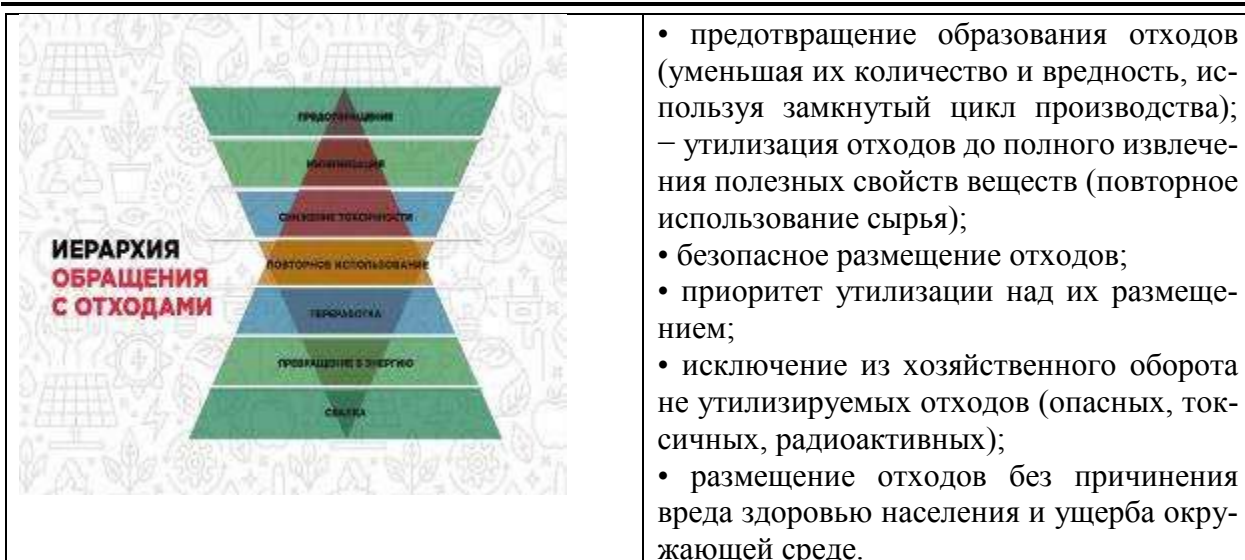 ПРЕДОТВРАЩЕНИЕ
МИНИМИЗАЦИЯ
СНИЖЕНИЕ ТОКСИЧНОСТИ
ПОВТОРНОЕ ИСПОЛЬЗОВАНИЕ
ПЕРЕРАБОТКА
ПРЕВРАЩЕНИЕ В ЭНЕРГИЮ
СВАЛКА
ИЕРАРХИЯ
ОБРАЩЕНИЯ
С ОТХОДАМИ
• предотвращение образования отходов
(уменьшая их количество и вредность, ис-
пользуя замкнутый цикл производства);
− утилизация отходов до полного извлече-
ния полезных свойств веществ (повторное
использование сырья);
• безопасное размещение отходов;
• приоритет утилизации над их размеще-
нием;
• исключение из хозяйственного оборота
не утилизируемых отходов (опасных, ток-
сичных, радиоактивных);
• размещение отходов без причинения
вреда здоровью населения и ущерба окру-
жающей среде.